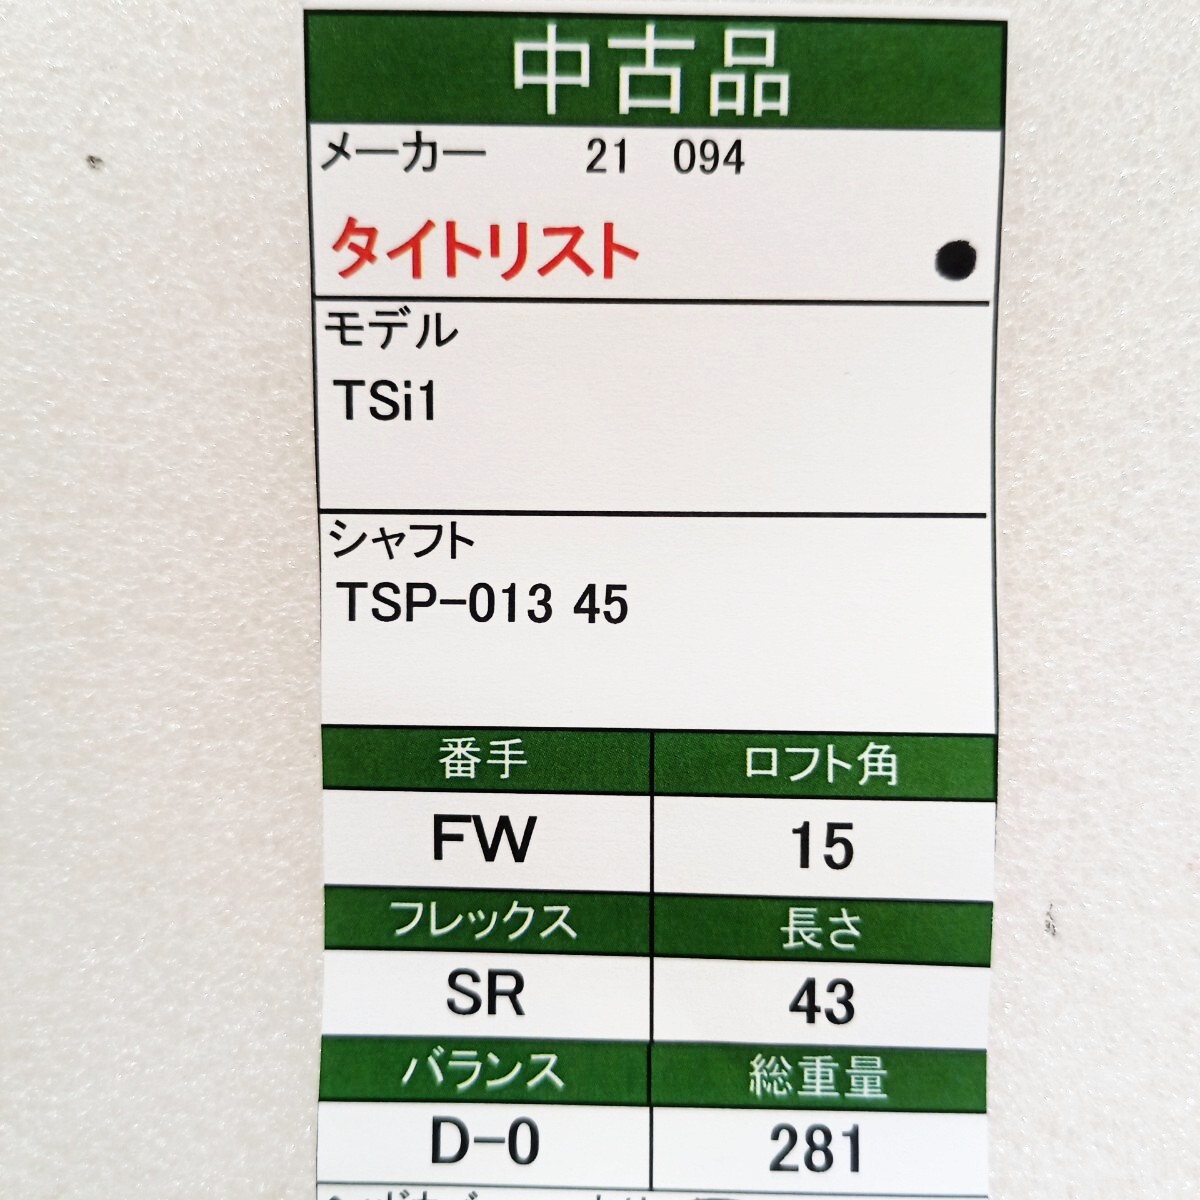 中古品
メーカー 21 094
タイトリスト
モデル
TSi1
シャフト
TSP-013 45
番手 ロフト角
FW 15
フレックス 長さ
SR 43
バランス 総重量
D-0 281